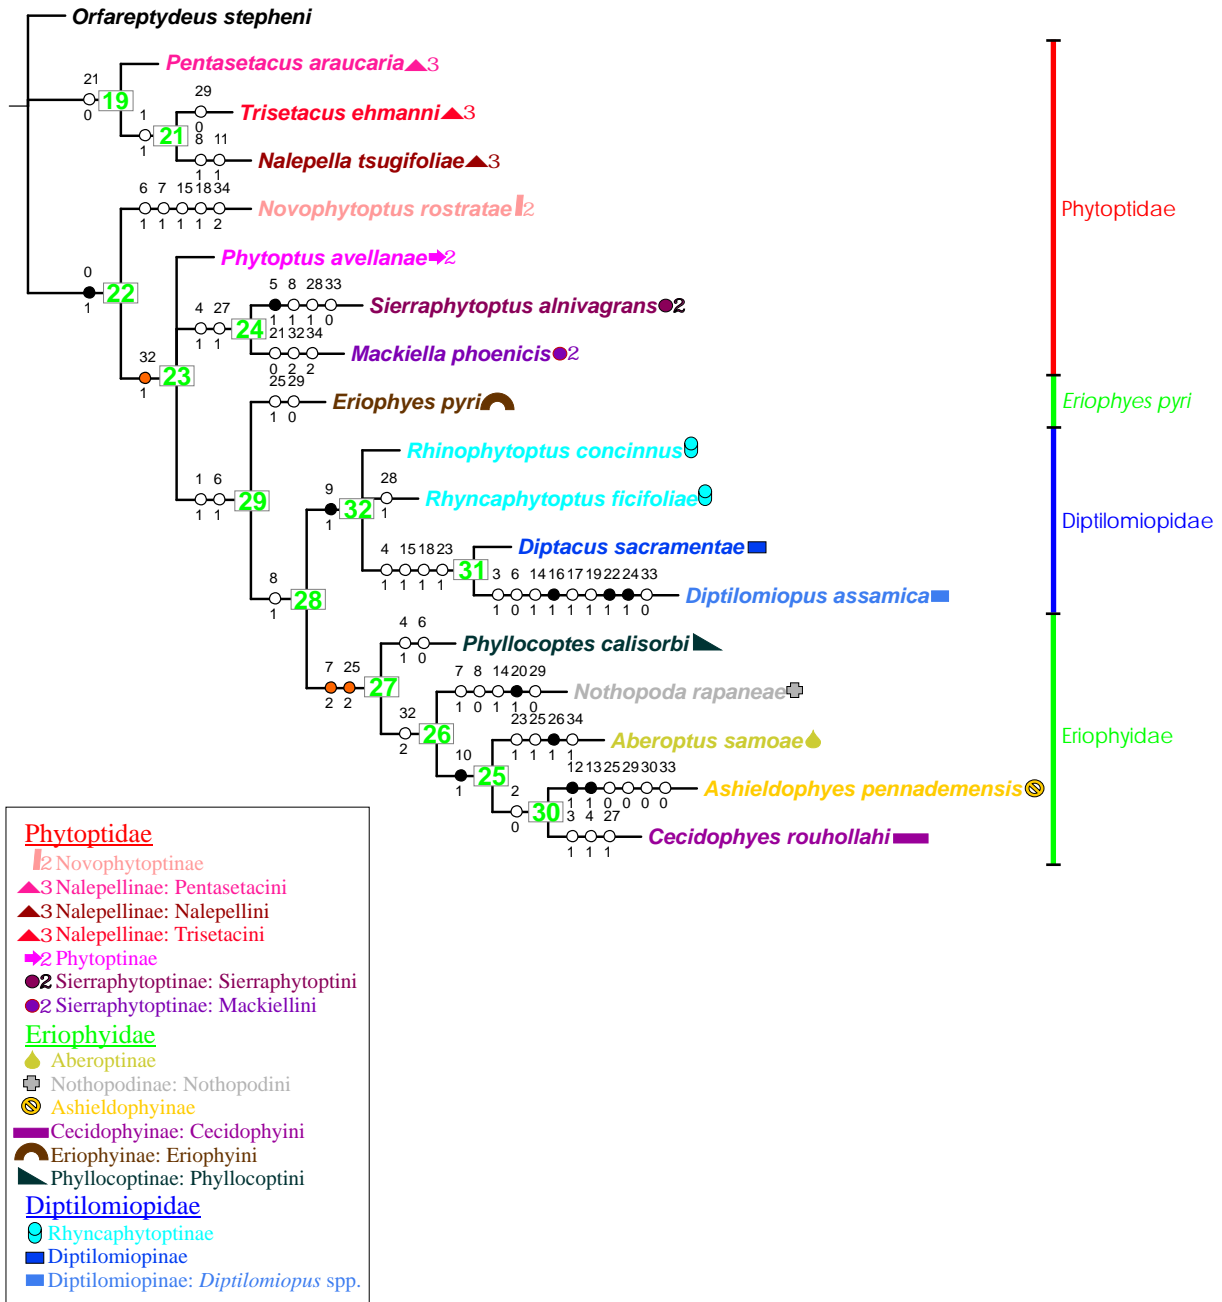 Orfareptydeus stepheni
Pentasetacus araucaria 3
21
19
0
29
Trisetacus ehmanni 3
1
21
0
1
8 11
Nalepella tsugifoliae 3
1 1
6 7 15 18 34
Novophytoptus rostratae 2
1 1 1 1 2
Phytoptidae
Phytoptus avellanae 2
0
22
1
5 8 28 33
Sierraphytoptus alnivagrans 2
1 1 1 0
4 27
24
1 1
21 32 34
Mackiella phoenicis 2
0 2 2
32
23
1
25 29
Eriophyes pyri
1 0
Eriophyes pyri
Rhinophytoptus concinnus
1 6
29
1 1
9
32
1
28
Rhyncaphytoptus ficifoliae
1
Diptilomiopidae
4 15 18 23
31
1 1 1 1
Diptacus sacramentae
3 6 14 16 17 19 22 24 33
Diptilomiopus assamica
1 0 1 1 1 1 1 1 0
8
28
1
4 6
Phyllocoptes calisorbi
1 0
7 25
27
2 2
7 8 14 20 29
Nothopoda rapaneae
1 0 1 1 0
32
26
2
23 25 26 34
Aberoptus samoae
1 1 1 1
Eriophyidae
10
25
1
12 13 25 29 30 33
Ashieldophyes pennademensis
1 1 0 0 0 0
2
30
0
3 4 27
Cecidophyes rouhollahi
1 1 1
Phytoptidae
2 Novophytoptinae
3 Nalepellinae: Pentasetacini
3 Nalepellinae: Nalepellini
3 Nalepellinae: Trisetacini
2 Phytoptinae
2 Sierraphytoptinae: Sierraphytoptini
2 Sierraphytoptinae: Mackiellini
Eriophyidae
Aberoptinae
Nothopodinae: Nothopodini
Ashieldophyinae
Cecidophyinae: Cecidophyini
Eriophyinae: Eriophyini
Phyllocoptinae: Phyllocoptini
Diptilomiopidae
Rhyncaphytoptinae
Diptilomiopinae
Diptilomiopinae: Diptilomiopus spp.